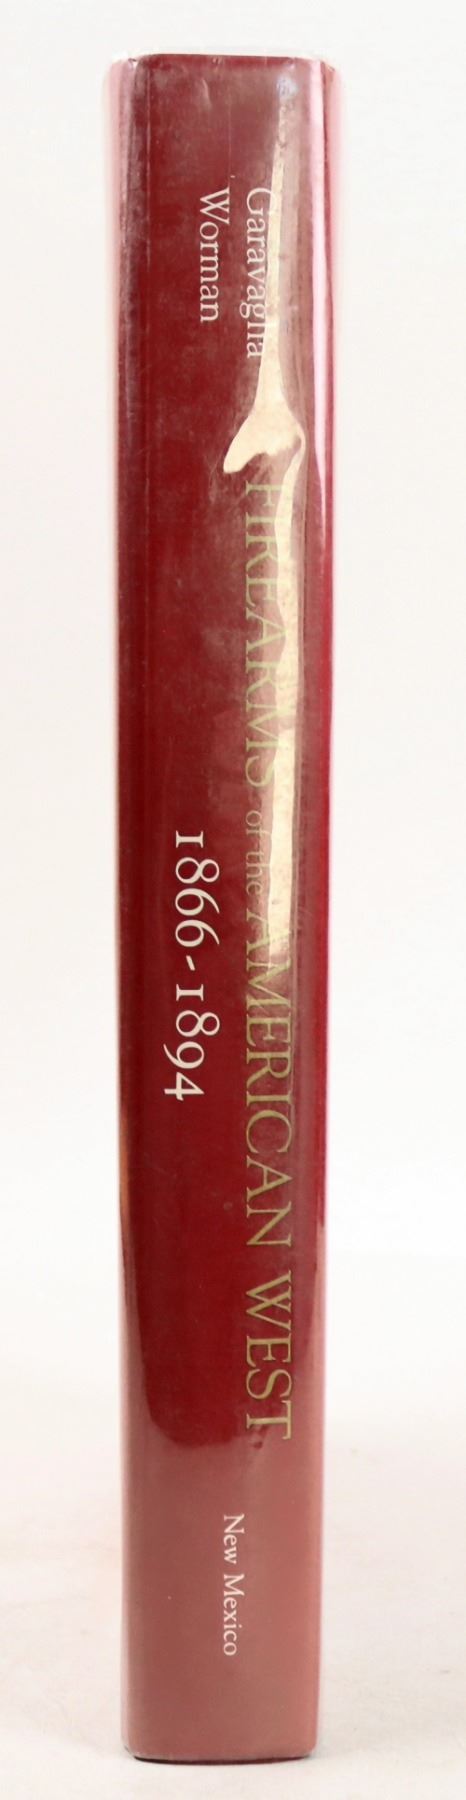 Garavaglia
Worman
FIREARMS of the AMERICAN WEST
1866-1894
New Mexico